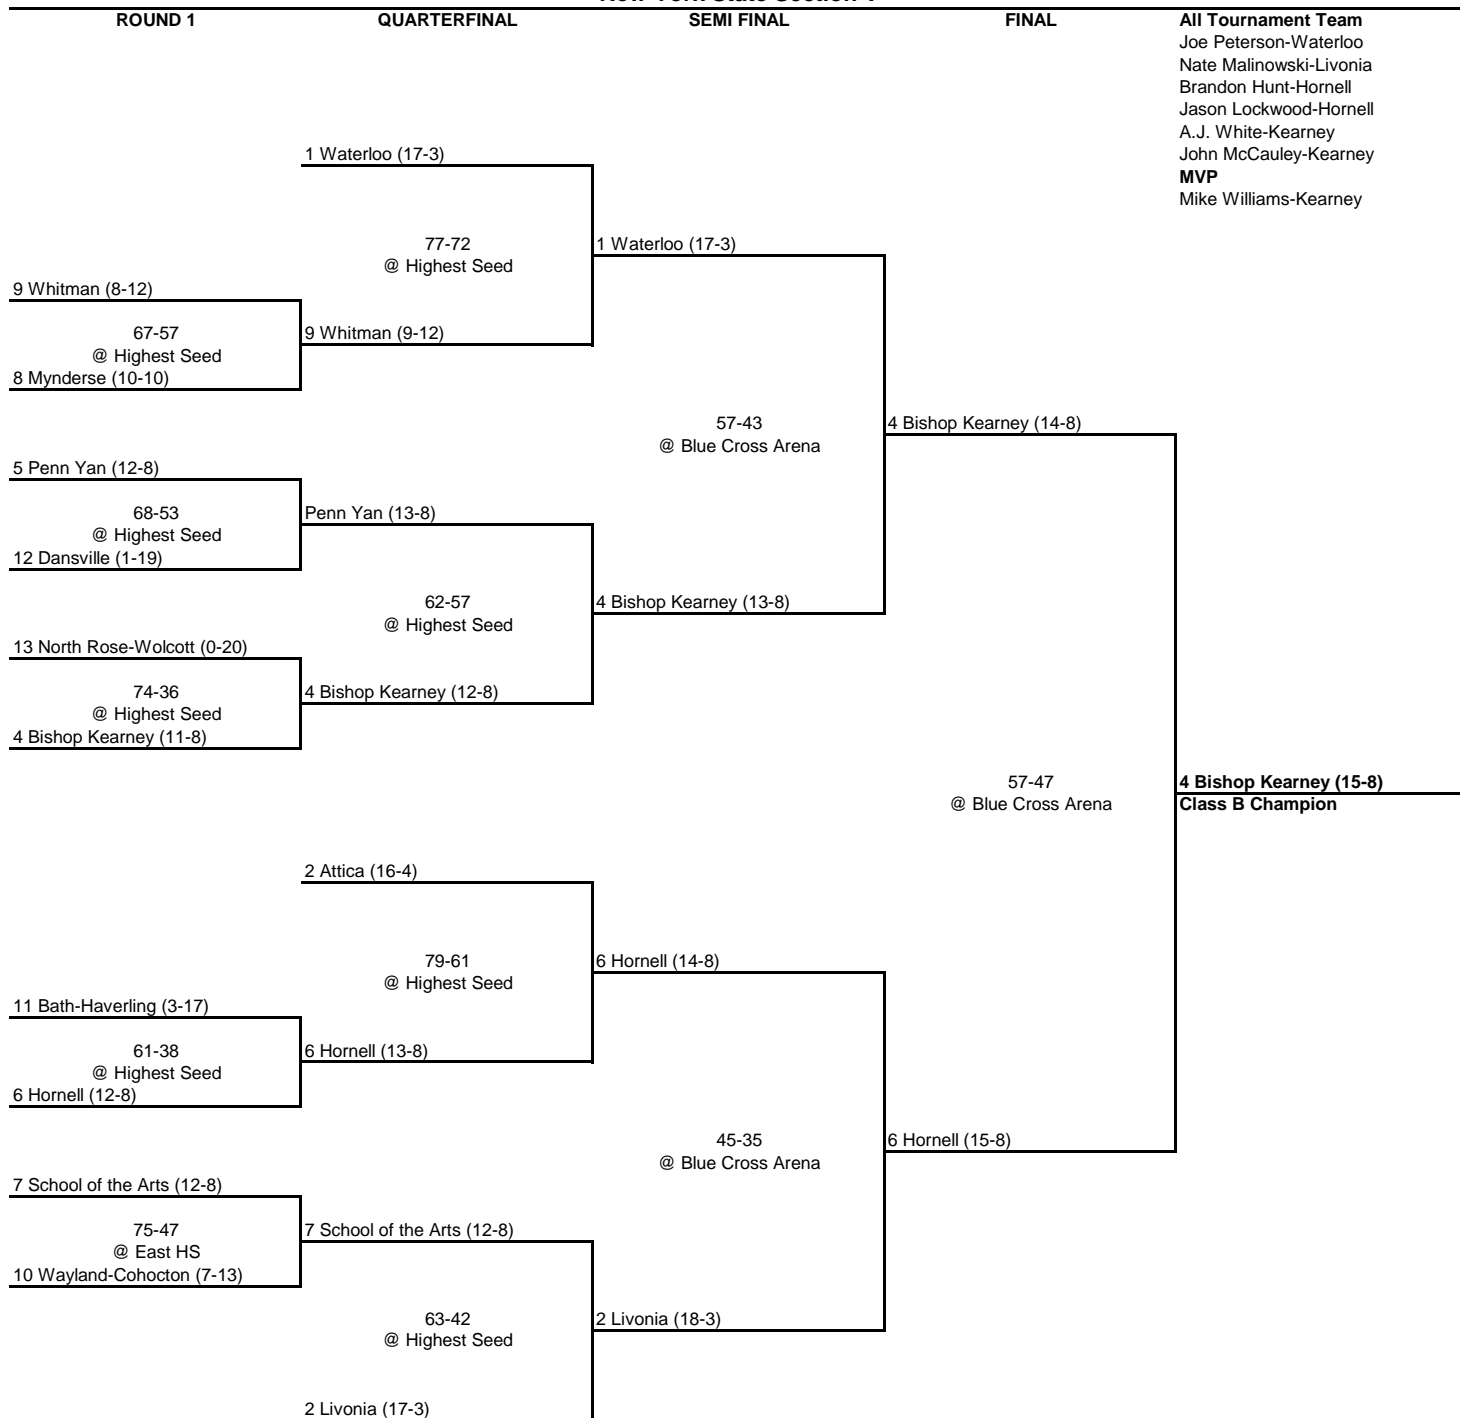 ROUND 1 QUARTERFINAL SEMI FINAL FINAL All Tournament Team
Joe Peterson-Waterloo
Nate Malinowski-Livonia
Brandon Hunt-Hornell
Jason Lockwood-Hornell
A.J. White-Kearney
1 Waterloo (17-3) John McCauley-Kearney
MVP
Mike Williams-Kearney
77-72 1 Waterloo (17-3)
@ Highest Seed
9 Whitman (8-12)
67-57 9 Whitman (9-12)
@ Highest Seed
8 Mynderse (10-10)
57-43 4 Bishop Kearney (14-8)
@ Blue Cross Arena
5 Penn Yan (12-8)
68-53 Penn Yan (13-8)
@ Highest Seed
12 Dansville (1-19)
62-57 4 Bishop Kearney (13-8)
@ Highest Seed
13 North Rose-Wolcott (0-20)
74-36 4 Bishop Kearney (12-8)
@ Highest Seed
4 Bishop Kearney (11-8)
57-47 4 Bishop Kearney (15-8)
@ Blue Cross Arena Class B Champion
2 Attica (16-4)
79-61 6 Hornell (14-8)
@ Highest Seed
11 Bath-Haverling (3-17)
61-38 6 Hornell (13-8)
@ Highest Seed
6 Hornell (12-8)
45-35 6 Hornell (15-8)
@ Blue Cross Arena
7 School of the Arts (12-8)
75-47 7 School of the Arts (12-8)
@ East HS
10 Wayland-Cohocton (7-13)
63-42 2 Livonia (18-3)
@ Highest Seed
2 Livonia (17-3)